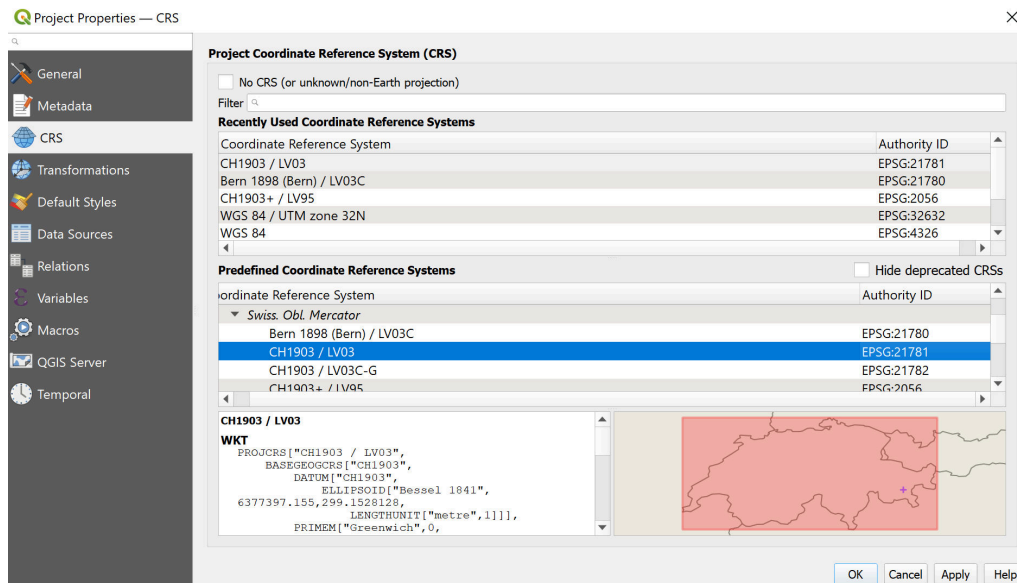 Project Properties — CRS
General
Metadata
CRS
Transformations
Default Styles
Data Sources
Relations
Variables
Macros
QGIS Server
Temporal
Project Coordinate Reference System (CRS)
No CRS (or unknown/non-Earth projection)
Filter
Recently Used Coordinate Reference Systems
Coordinate Reference System Authority ID
CH1903 / LV03 EPSG:21781
Bern 1898 (Bern) / LV03C EPSG:21780
CH1903+ / LV95 EPSG:2056
WGS 84 / UTM zone 32N EPSG:32632
WGS 84 EPSG:4326
Predefined Coordinate Reference Systems Hide deprecated CRSs
oordinate Reference System Authority ID
Swiss. Obl. Mercator
Bern 1898 (Bern) / LV03C EPSG:21780
CH1903 / LV03 EPSG:21781
CH1903 / LV03C-G EPSG:21782
CH1903+ / LV95 EPSG:2056
CH1903 / LV03
WKT
PROJCRS["CH1903 / LV03",
BASEGEOGCRS["CH1903",
DATUM["CH1903",
ELLIPSOID["Bessel 1841",
6377397.155,299.1528128,
LENGTHUNIT["metre",1]]],
PRIMEM["Greenwich",0,
OK Cancel Apply Help